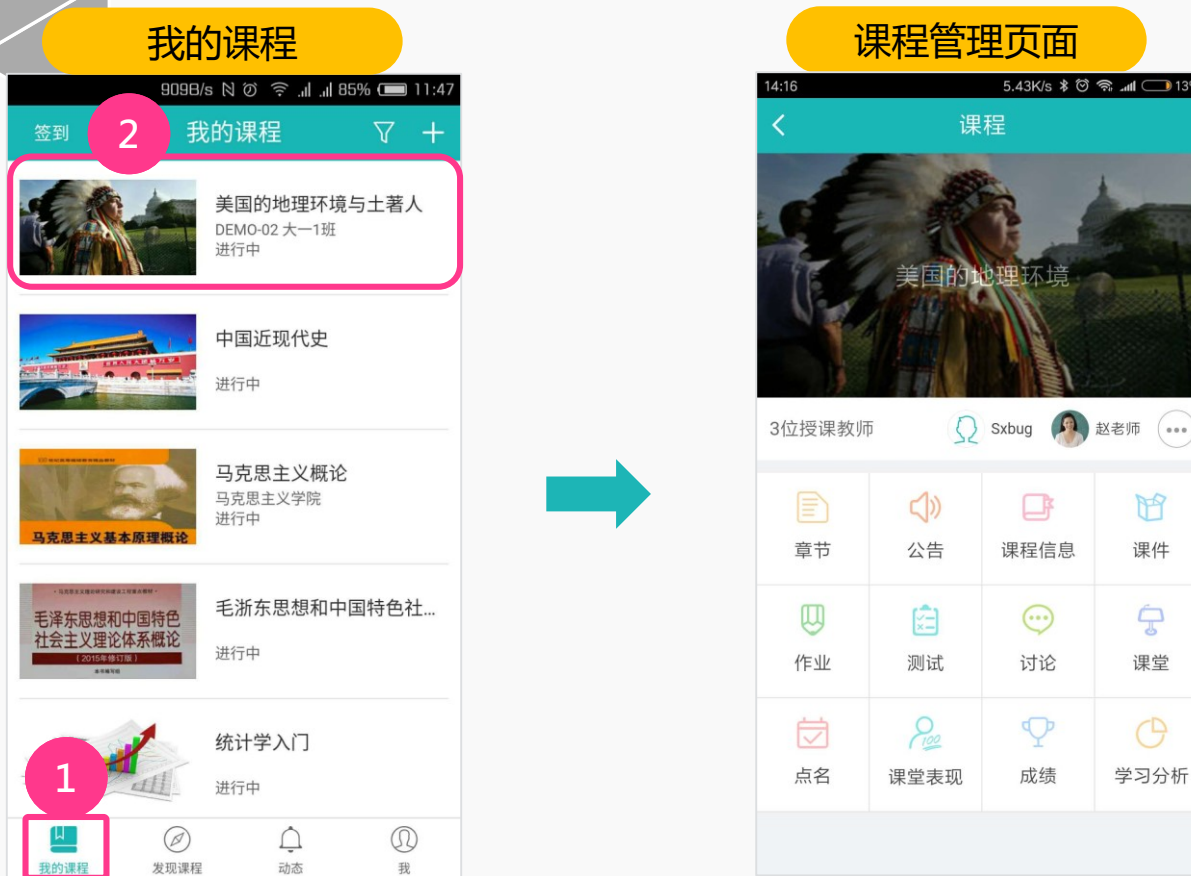 我的课程
课程管理页面
909B/s 85% 11:47
签到 2 我的课程
美国的地理环境与土著人
DEMO-02 大一1班
进行中
中国近现代史
进行中
马克思主义概论
马克思主义学院
进行中
马克思主义基本原理概论
毛浙东思想和中国特色社...
进行中
毛泽东思想和中国特色
社会主义理论体系概论
(2015年修订版)
统计学入门
进行中
1
我的课程 发现课程 动态 我
14:16 5.43K/s 13%
课程
美国的地理环境
3位授课教师 Sxbug 赵老师
章节 公告 课程信息 课件
作业 测试 讨论 课堂
100
点名 课堂表现 成绩 学习分析